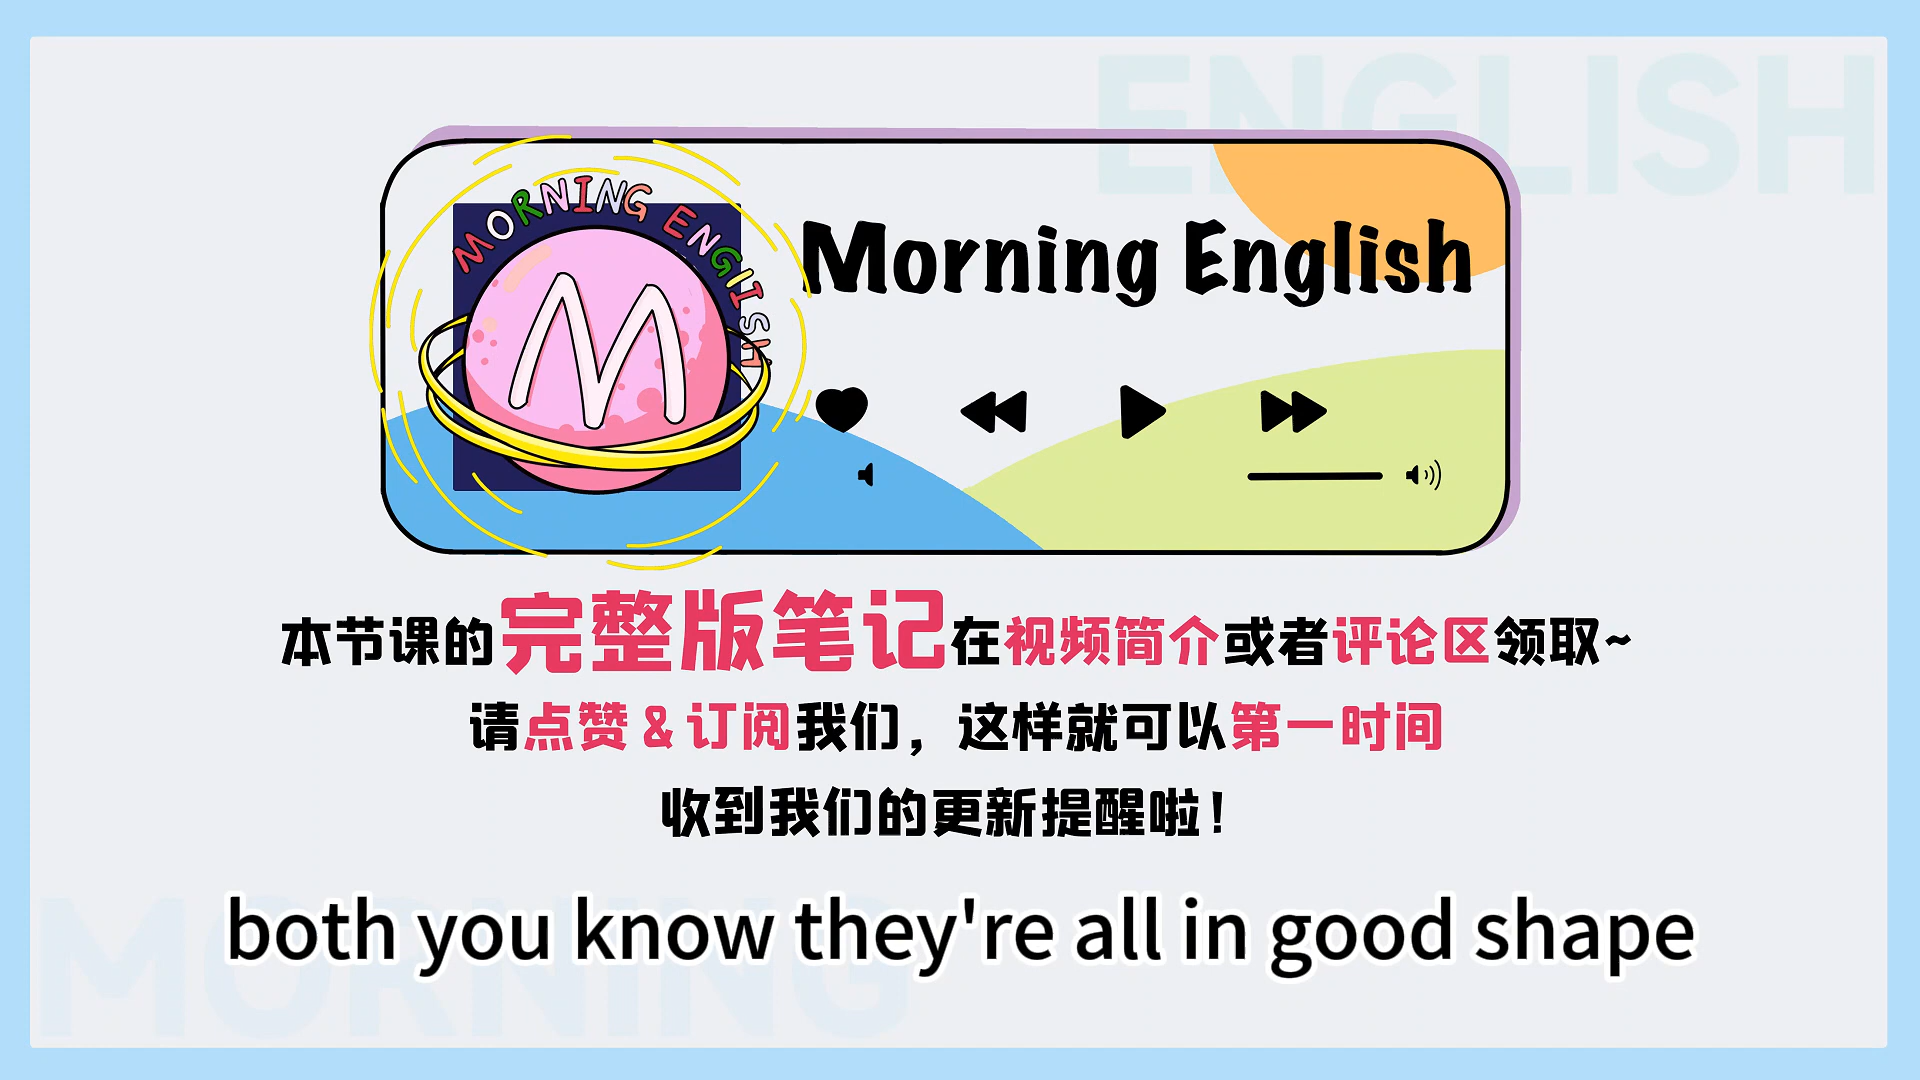 ENGLISH
MORNING ENGLISH
M
Morning English
本节课的完整版笔记在视频简介或者评论区领取~
请点赞&订阅我们，这样就可以第一时间
收到我们的更新提醒啦！
MORNING
both you know they're all in good shape